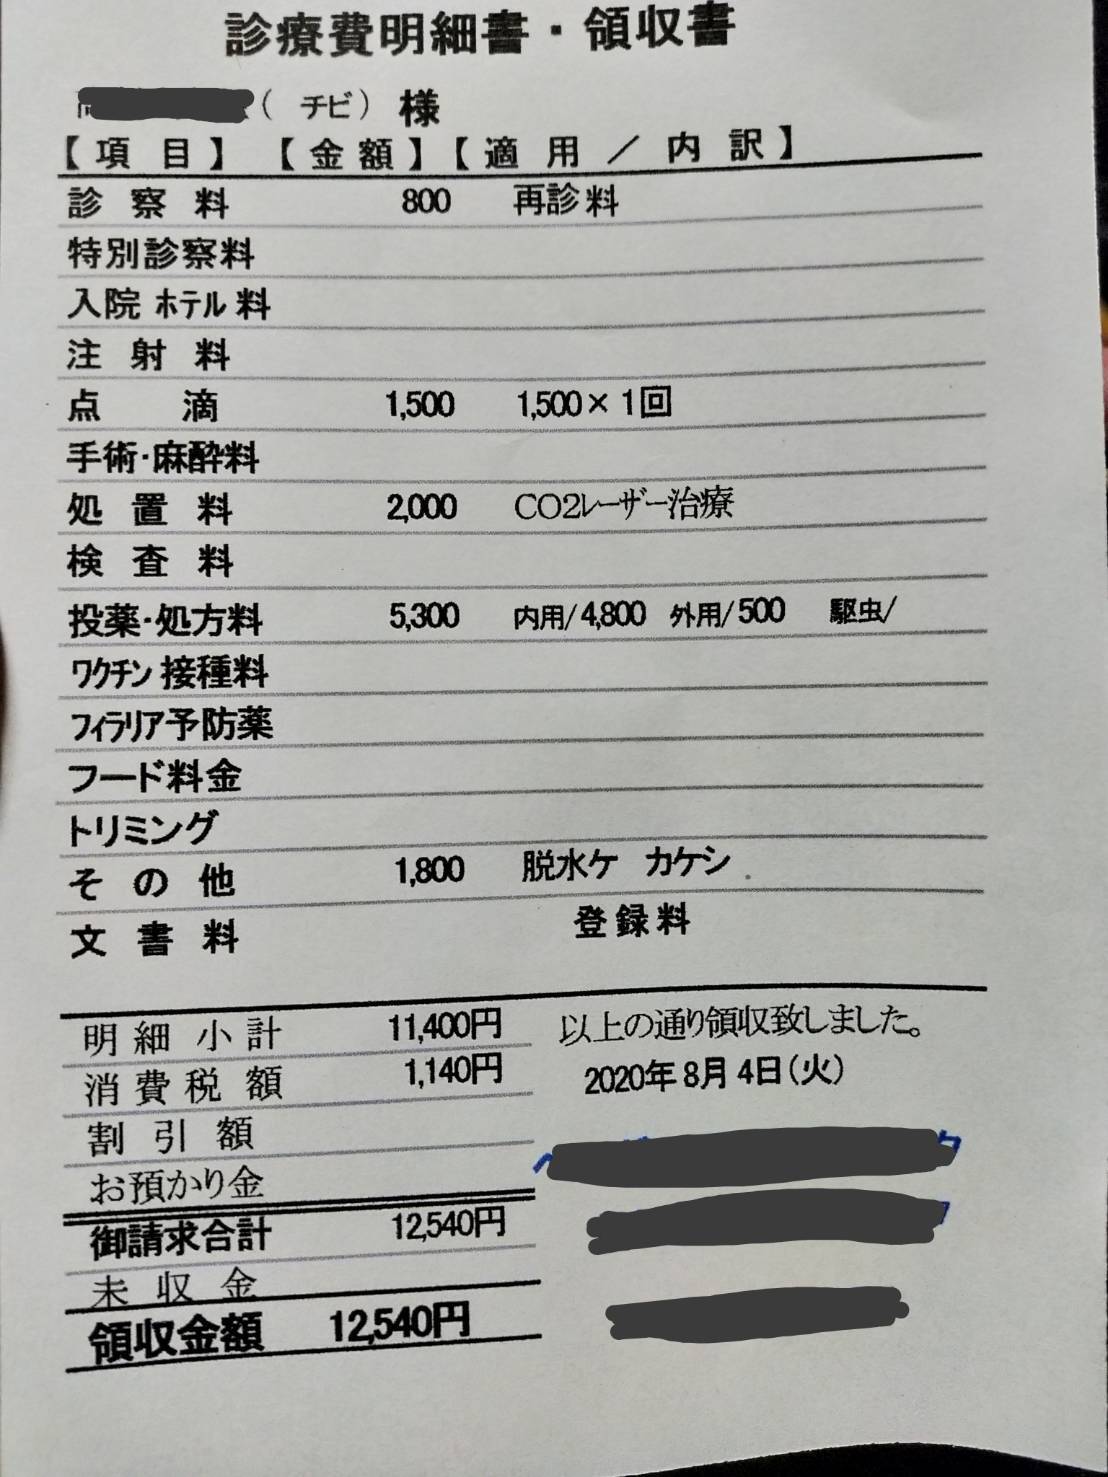 診療費明細書・領収書
(チビ) 様
【項目】【金額】【適用/内訳】
診察料 800 再診料
特別診察料
入院 ホテル料
注射料
点滴 1,500 1,500×1回
手術・麻酔料
処置料 2,000 CO2レーザー治療
検査料
投薬・処方料 5,300 内用/4,800 外用/500 駆虫/
ワクチン接種料
フィラリア予防薬
フード料金
トリミング
その他 1,800 脱水ケ カケシ
文書料 登録料
明細小計 11,400円 以上の通り領収致しました。
消費税額 1,140円 2020年8月4日(火)
割引額
お預かり金
御請求合計 12,540円
未収金
領収金額 12,540円